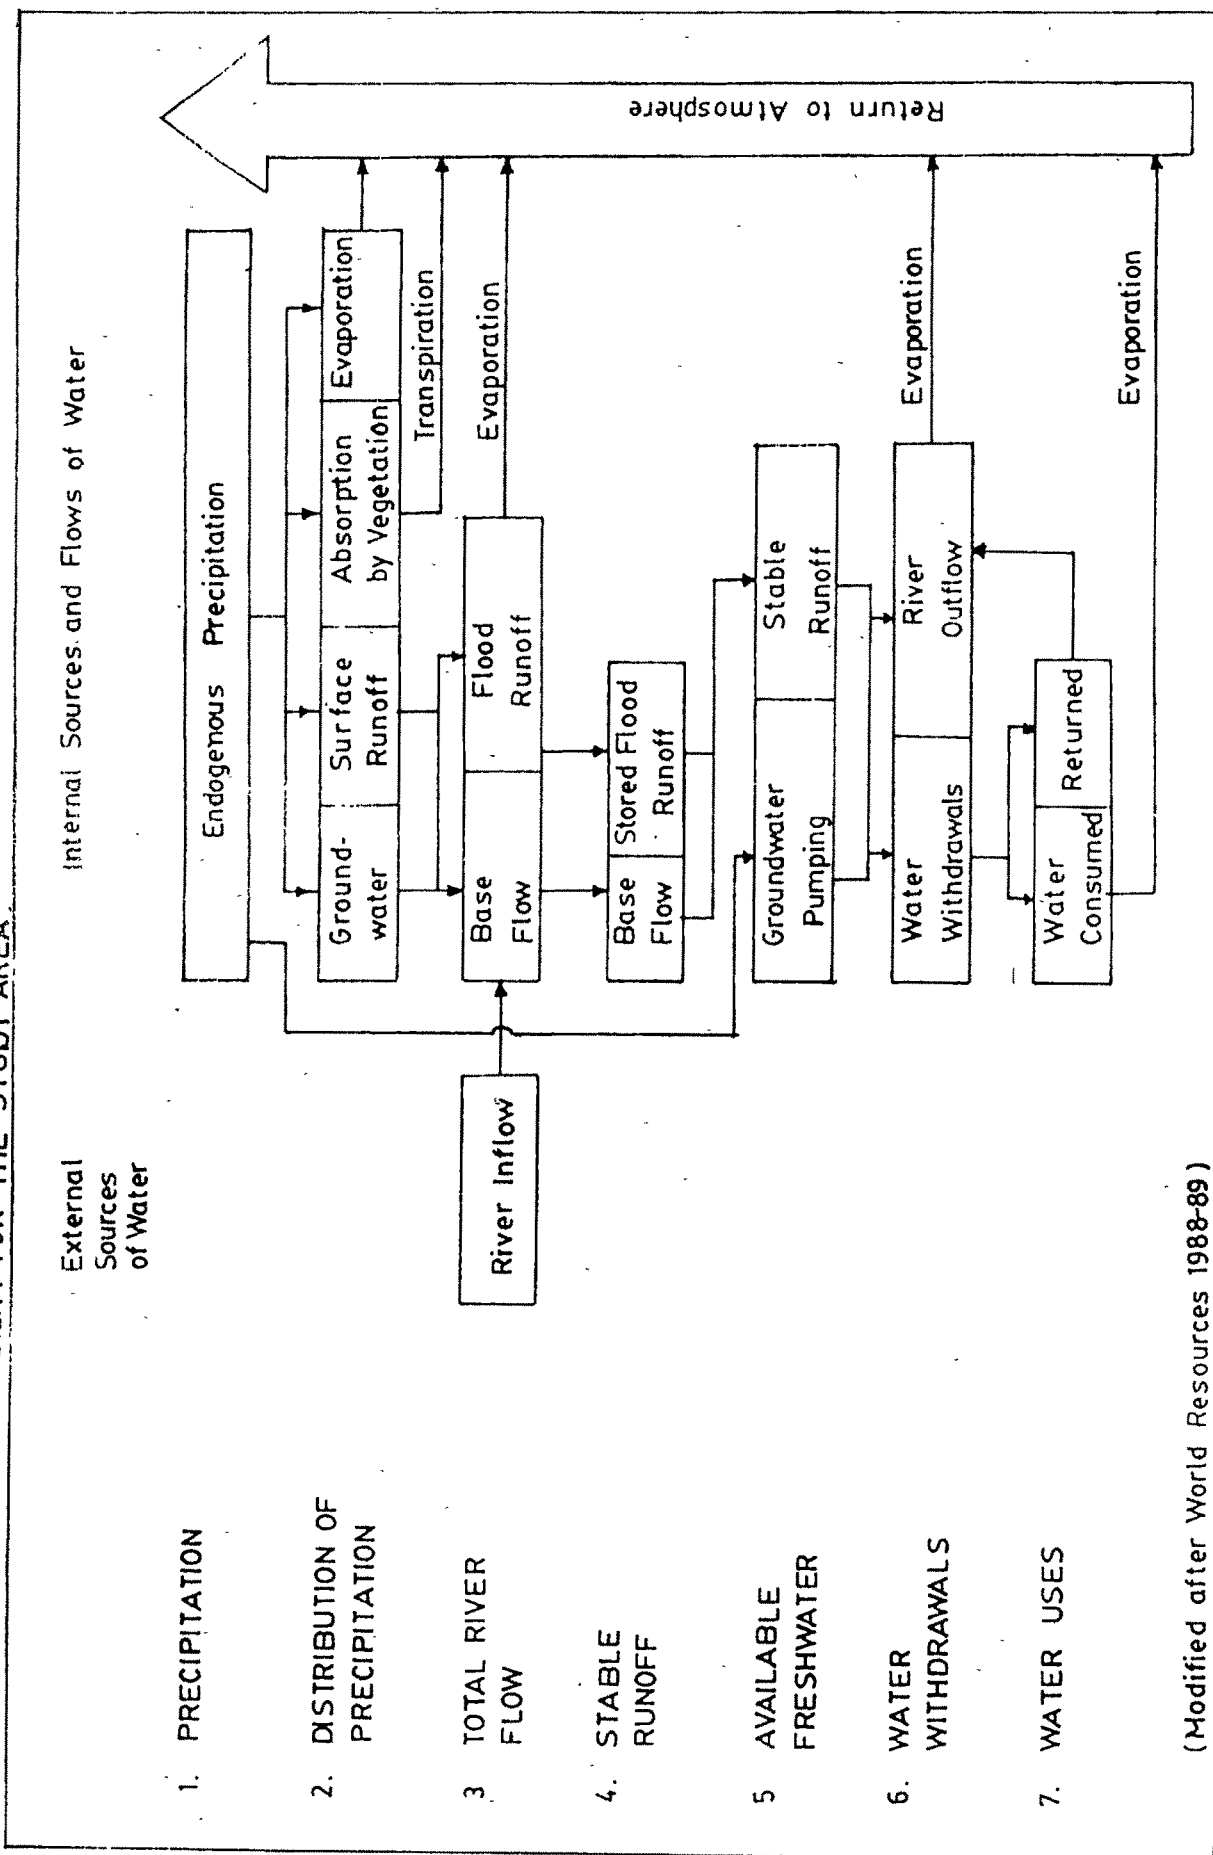 FOR THE STUDY AREA
External
Sources
of Water
Internal Sources and Flows of Water
1. PRECIPITATION
Endogenous Precipitation
2. DISTRIBUTION OF
PRECIPITATION
Ground-
water
Surface
Runoff
Absorption
by Vegetation
Evaporation
Transpiration
3 TOTAL RIVER
FLOW
River Inflow
Base
Flow
Flood
Runoff
Evaporation
4. STABLE
RUNOFF
Base
Flow
Stored Flood
Runoff
5 AVAILABLE
FRESHWATER
Groundwater
Pumping
Stable
Runoff
6. WATER
WITHDRAWALS
Water
Withdrawals
River
Outflow
Evaporation
7. WATER USES
Water
Consumed
Returned
Evaporation
Return to Atmosphere
(Modified after World Resources 1988-89)